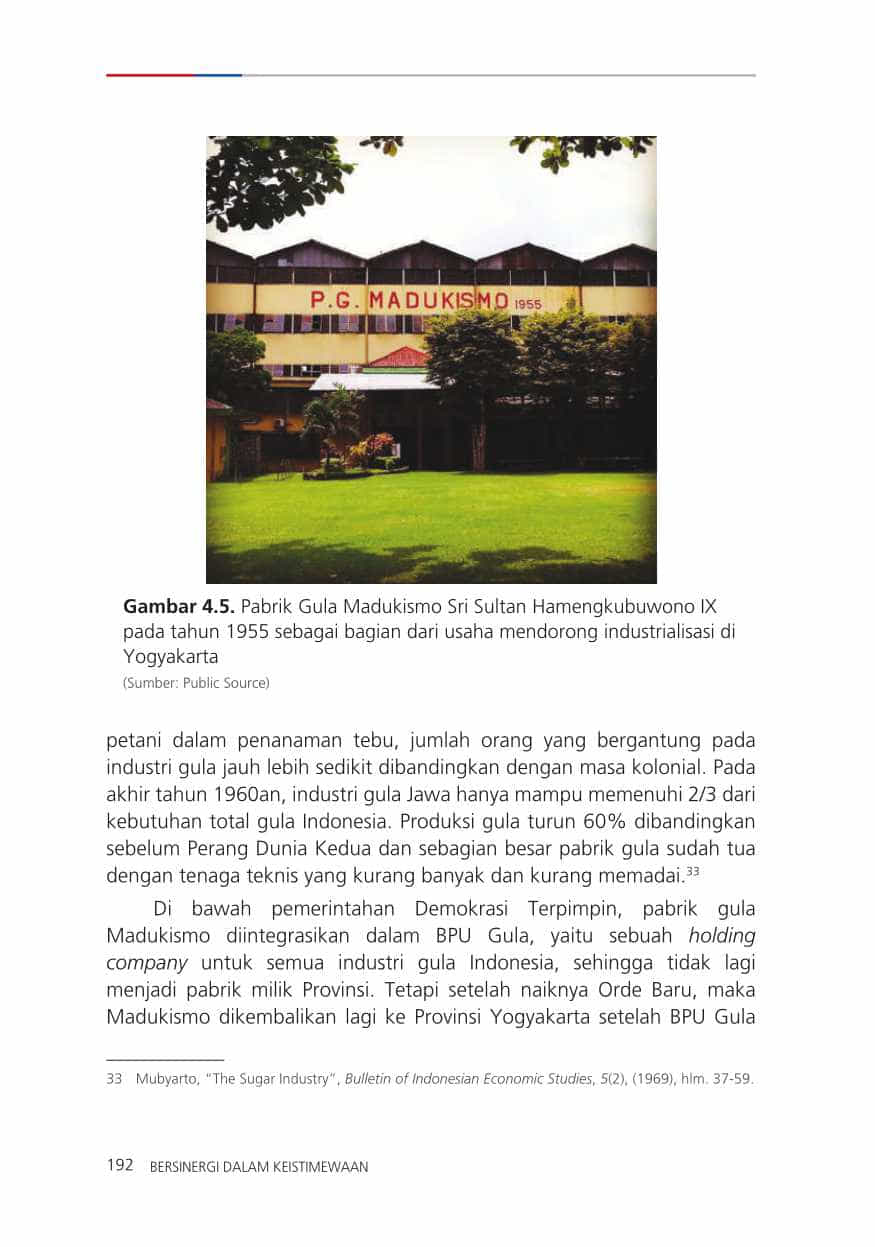 P.G. MADUKISMO 1955
Gambar 4.5. Pabrik Gula Madukismo Sri Sultan Hamengkubuwono IX
pada tahun 1955 sebagai bagian dari usaha mendorong industrialisasi di
Yogyakarta
(Sumber: Public Source)
petani dalam penanaman tebu, jumlah orang yang bergantung pada
industri gula jauh lebih sedikit dibandingkan dengan masa kolonial. Pada
akhir tahun 1960an, industri gula Jawa hanya mampu memenuhi 2/3 dari
kebutuhan total gula Indonesia. Produksi gula turun 60% dibandingkan
sebelum Perang Dunia Kedua dan sebagian besar pabrik gula sudah tua
dengan tenaga teknis yang kurang banyak dan kurang memadai.33
Di bawah pemerintahan Demokrasi Terpimpin, pabrik gula
Madukismo diintegrasikan dalam BPU Gula, yaitu sebuah holding
company untuk semua industri gula Indonesia, sehingga tidak lagi
menjadi pabrik milik Provinsi. Tetapi setelah naiknya Orde Baru, maka
Madukismo dikembalikan lagi ke Provinsi Yogyakarta setelah BPU Gula
33 Mubyarto, “The Sugar Industry”, Bulletin of Indonesian Economic Studies, 5(2), (1969), hlm. 37-59.
192 BERSINERGI DALAM KEISTIMEWAAN